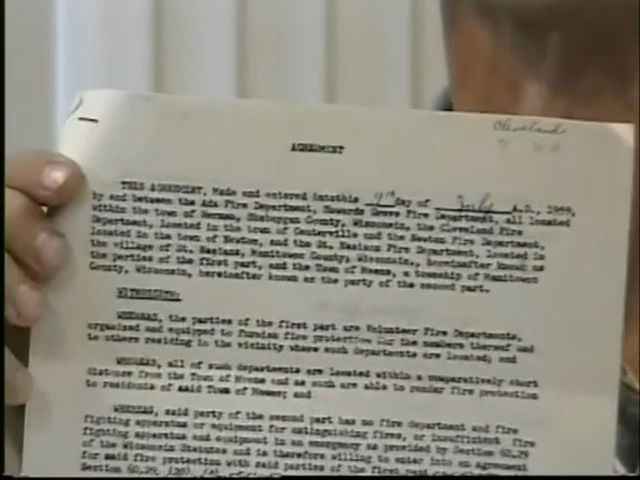 Cleveland
AGREEMENT
THIS AGREEMENT, Made and entered into this 17th day of July A.D., 1959,
by and between the Ada Fire Department, Howards Grove Fire Department, all located
within the town of Herman, Sheboygan County, Wisconsin, the Cleveland Fire
Department, located in the town of Centerville and the Newton Fire Department,
located in the town of Newton, and the St. Nazianz Fire Department, located in
the village of St. Nazianz, Manitowoc County, Wisconsin, hereinafter known as
the parties of the first part, and the Town of Meeme, a township of Manitowoc
County, Wisconsin, hereinafter known as the party of the second part.
WITNESSETH:
WHEREAS, the parties of the first part are Volunteer Fire Departments,
organized and equipped to furnish fire protection for the members thereof and
to others residing in the vicinity where such departments are located; and
WHEREAS, all of such departments are located within a comparatively short
distance from the Town of Meeme and as such are able to render fire protection
to residents of said Town of Meeme; and
WHEREAS, said party of the second part has no fire department and fire
fighting apparatus or equipment for extinguishing fires, or insufficient fire
fighting apparatus and equipment in an emergency as provided by Section 60.29
of the Wisconsin Statutes and is therefore willing to enter into an agreement
for said fire protection with said parties of the first part
Section 60.29